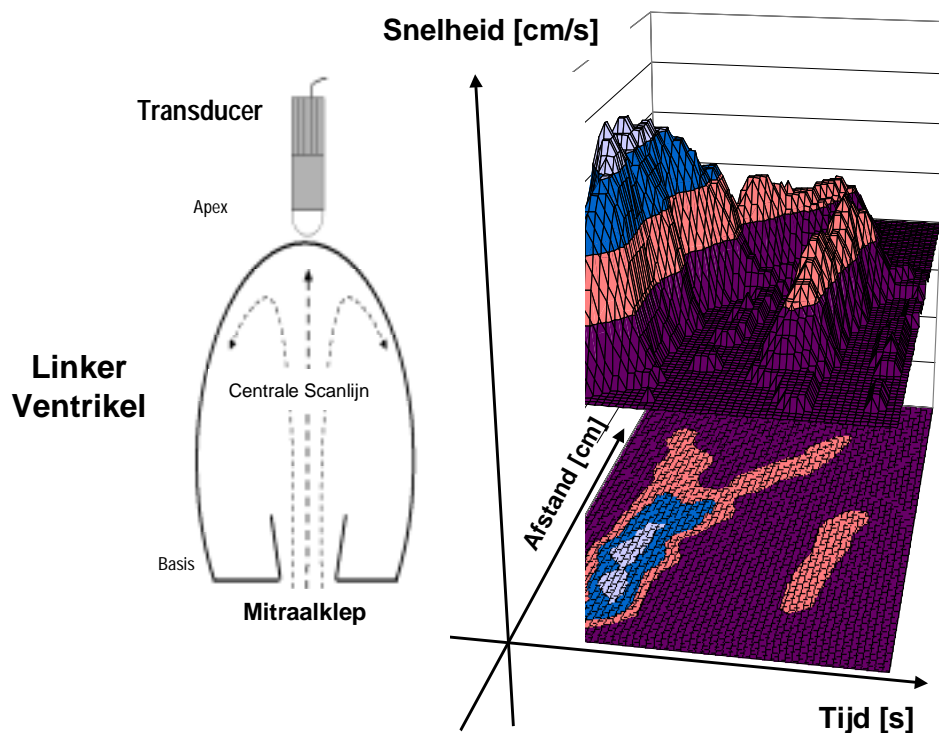 Snelheid [cm/s]
Transducer
Apex
Linker
Ventrikel
Centrale Scanlijn
Afstand [cm]
Basis
Mitraalklep
Tijd [s]